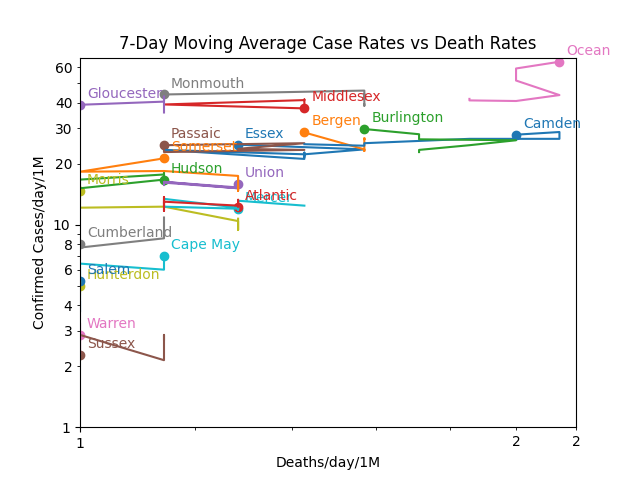 7-Day Moving Average Case Rates vs Death Rates
Ocean
60
Monmouth
Gloucester
Middlesex
40
Burlington
Bergen
30
Camden
Passaic
Essex
Somerset
20
Hudson
Union
Morris
Atlantic
Mercer
10
Cumberland
8
Cape May
6
Salem
Hunterdon
4
Warren
3
Sussex
2
1
1
2
2
Confirmed Cases/day/1M
Deaths/day/1M